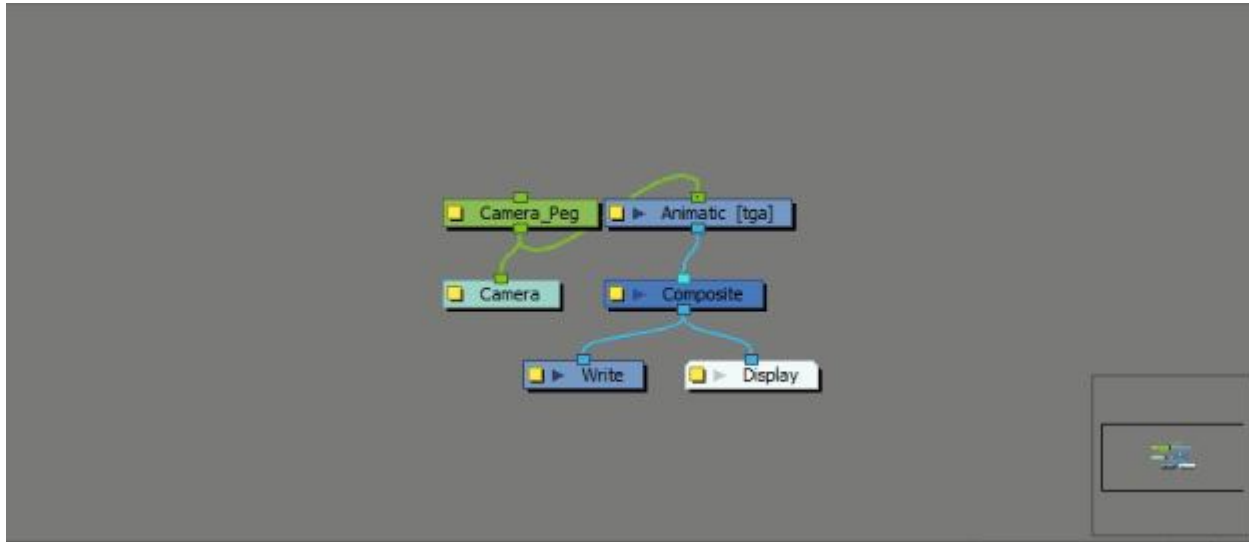 Camera_Peg
Animatic [tga]
Camera
Composite
Write
Display